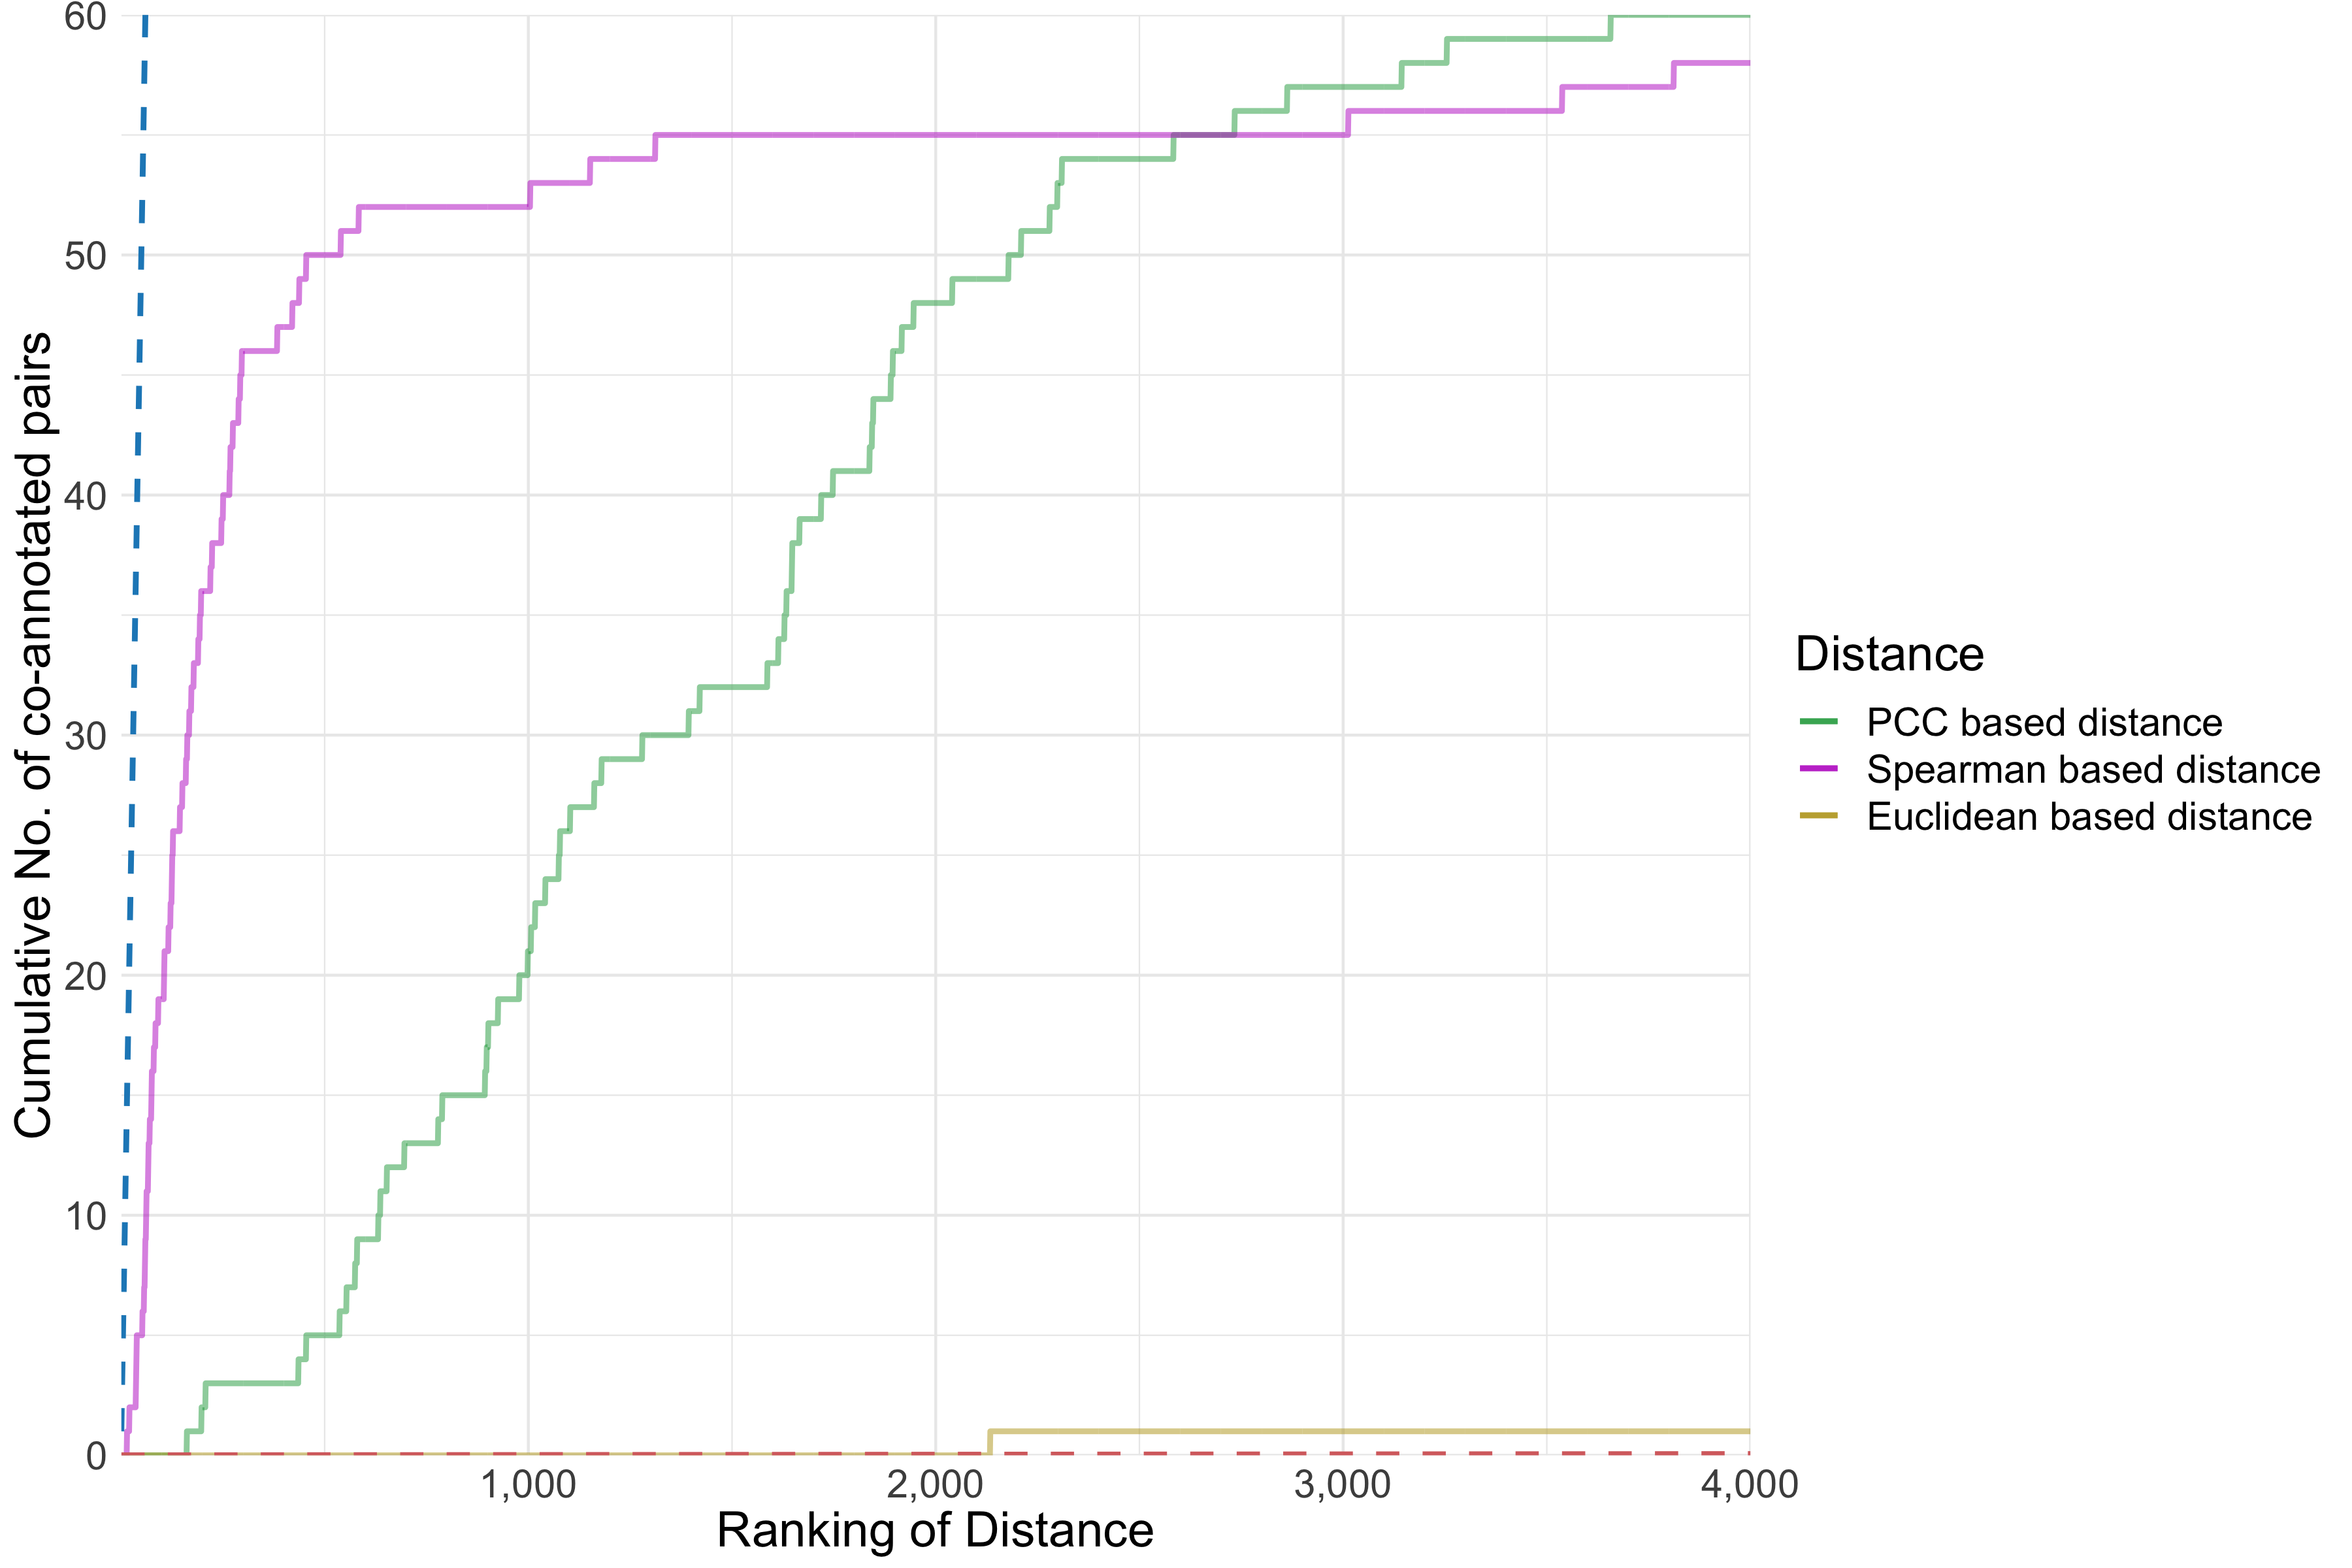 60
50
40
30
20
10
0
Cumulative No. of co-annotated pairs
1,000
2,000
3,000
4,000
Ranking of Distance
Distance
PCC based distance
Spearman based distance
Euclidean based distance